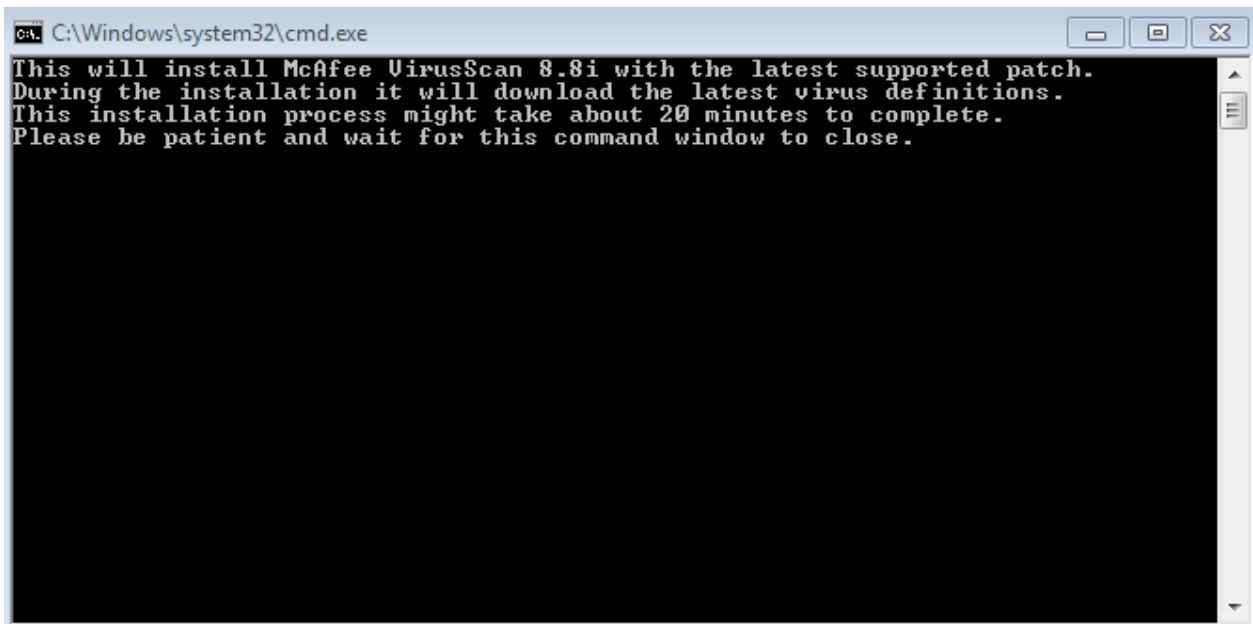 C:\Windows\system32\cmd.exe
This will install McAfee VirusScan 8.8i with the latest supported patch.
During the installation it will download the latest virus definitions.
This installation process might take about 20 minutes to complete.
Please be patient and wait for this command window to close.